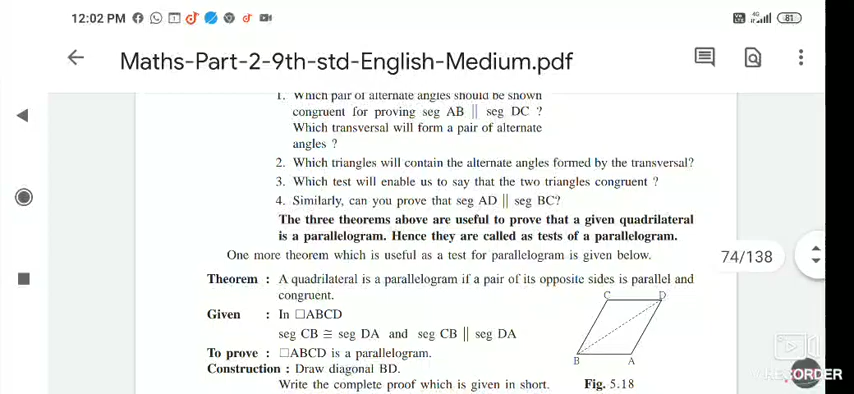 12:02 PM 81
Maths-Part-2-9th-std-English-Medium.pdf
1. Which pair of alternate angles should be shown
congruent for proving seg AB || seg DC ?
Which transversal will form a pair of alternate
angles ?
2. Which triangles will contain the alternate angles formed by the transversal?
3. Which test will enable us to say that the two triangles congruent ?
4. Similarly, can you prove that seg AD || seg BC?
The three theorems above are useful to prove that a given quadrilateral
is a parallelogram. Hence they are called as tests of a parallelogram.
One more theorem which is useful as a test for parallelogram is given below.
74/138
Theorem : A quadrilateral is a parallelogram if a pair of its opposite sides is parallel and
congruent.
Given : In □ABCD
seg CB ≅ seg DA and seg CB || seg DA
To prove : □ABCD is a parallelogram.
Construction : Draw diagonal BD.
Write the complete proof which is given in short.
C D
B A
Fig. 5.18
RECORDER